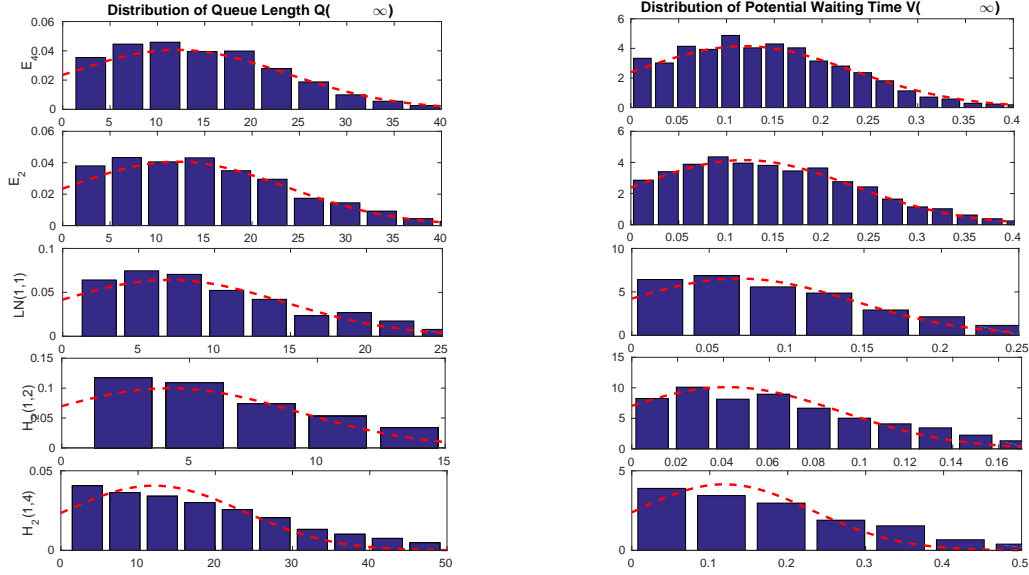 Distribution of Queue Length Q( ∞)
E4
0.06
0.04
0.02
0
0 5 10 15 20 25 30 35 40
E2
0.06
0.04
0.02
0
0 5 10 15 20 25 30 35 40
LN(1,1)
0.1
0.05
0
0 5 10 15 20 25
H2(1,2)
0.15
0.1
0.05
0
0 5 10 15
H2(1,4)
0.05
0
0 10 20 30 40 50
Distribution of Potential Waiting Time V( ∞)
6
4
2
0
0 0.05 0.1 0.15 0.2 0.25 0.3 0.35 0.4
6
4
2
0
0 0.05 0.1 0.15 0.2 0.25 0.3 0.35 0.4
10
5
0
0 0.05 0.1 0.15 0.2 0.25
15
10
5
0
0 0.02 0.04 0.06 0.08 0.1 0.12 0.14 0.16
5
0
0 0.1 0.2 0.3 0.4 0.5